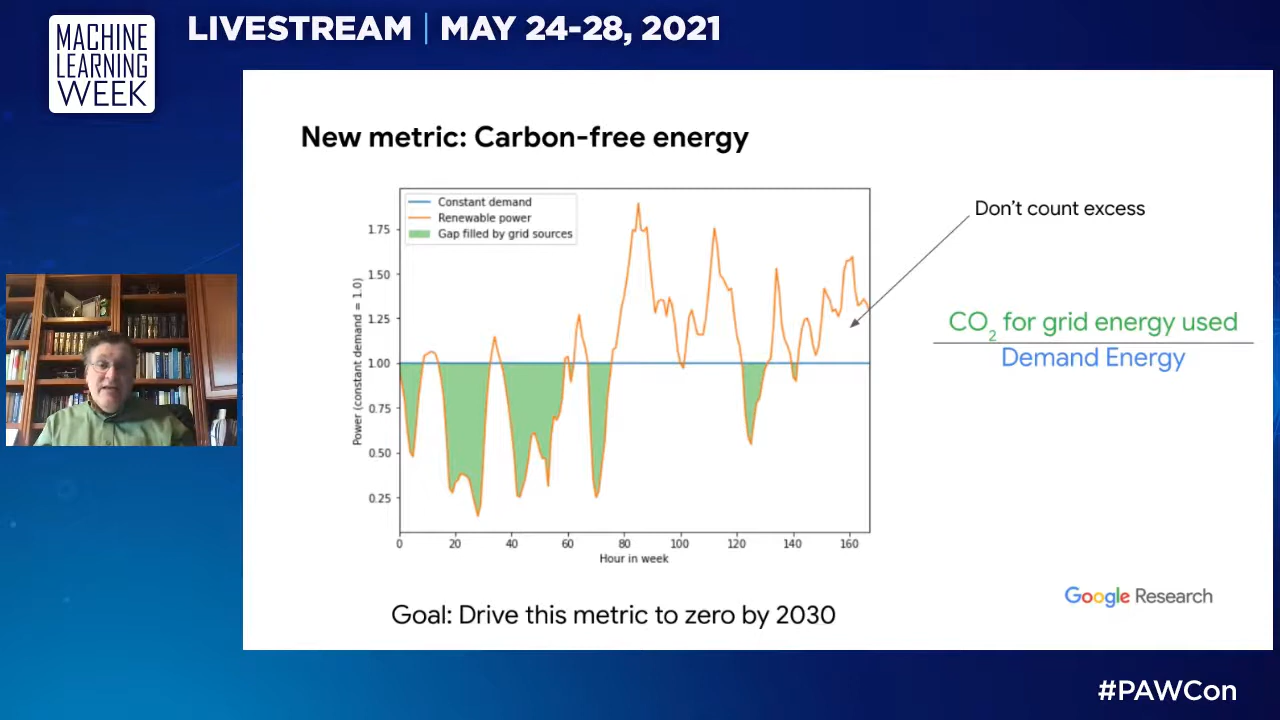 LIVESTREAM | MAY 24-28, 2021
MACHINE
LEARNING
WEEK
New metric: Carbon-free energy
Constant demand
Renewable power
Gap filled by grid sources
Don't count excess
1.75
1.50
1.25
1.00
0.75
0.50
0.25
Power (constant demand = 1.0)
0 20 40 60 80 100 120 140 160
Hour in week
CO2 for grid energy used
Demand Energy
Google Research
Goal: Drive this metric to zero by 2030
#PAWCon